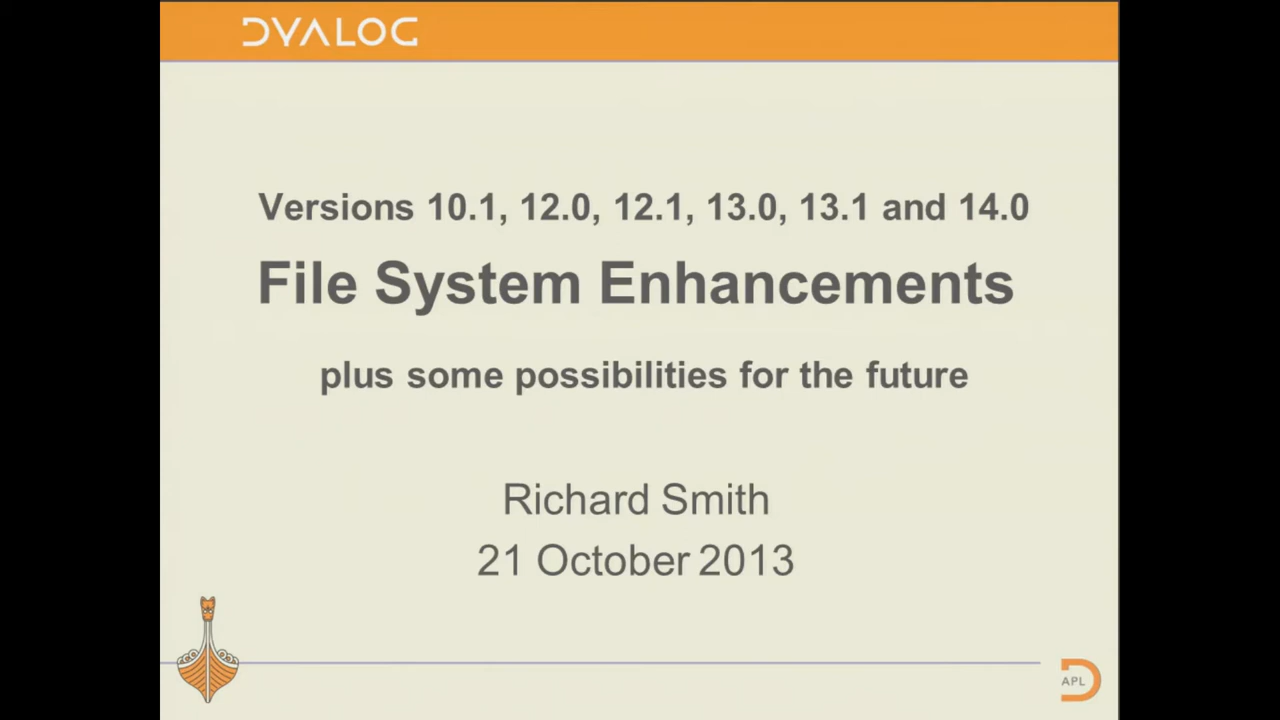 DYALOG
Versions 10.1, 12.0, 12.1, 13.0, 13.1 and 14.0
File System Enhancements
plus some possibilities for the future
Richard Smith
21 October 2013
APL